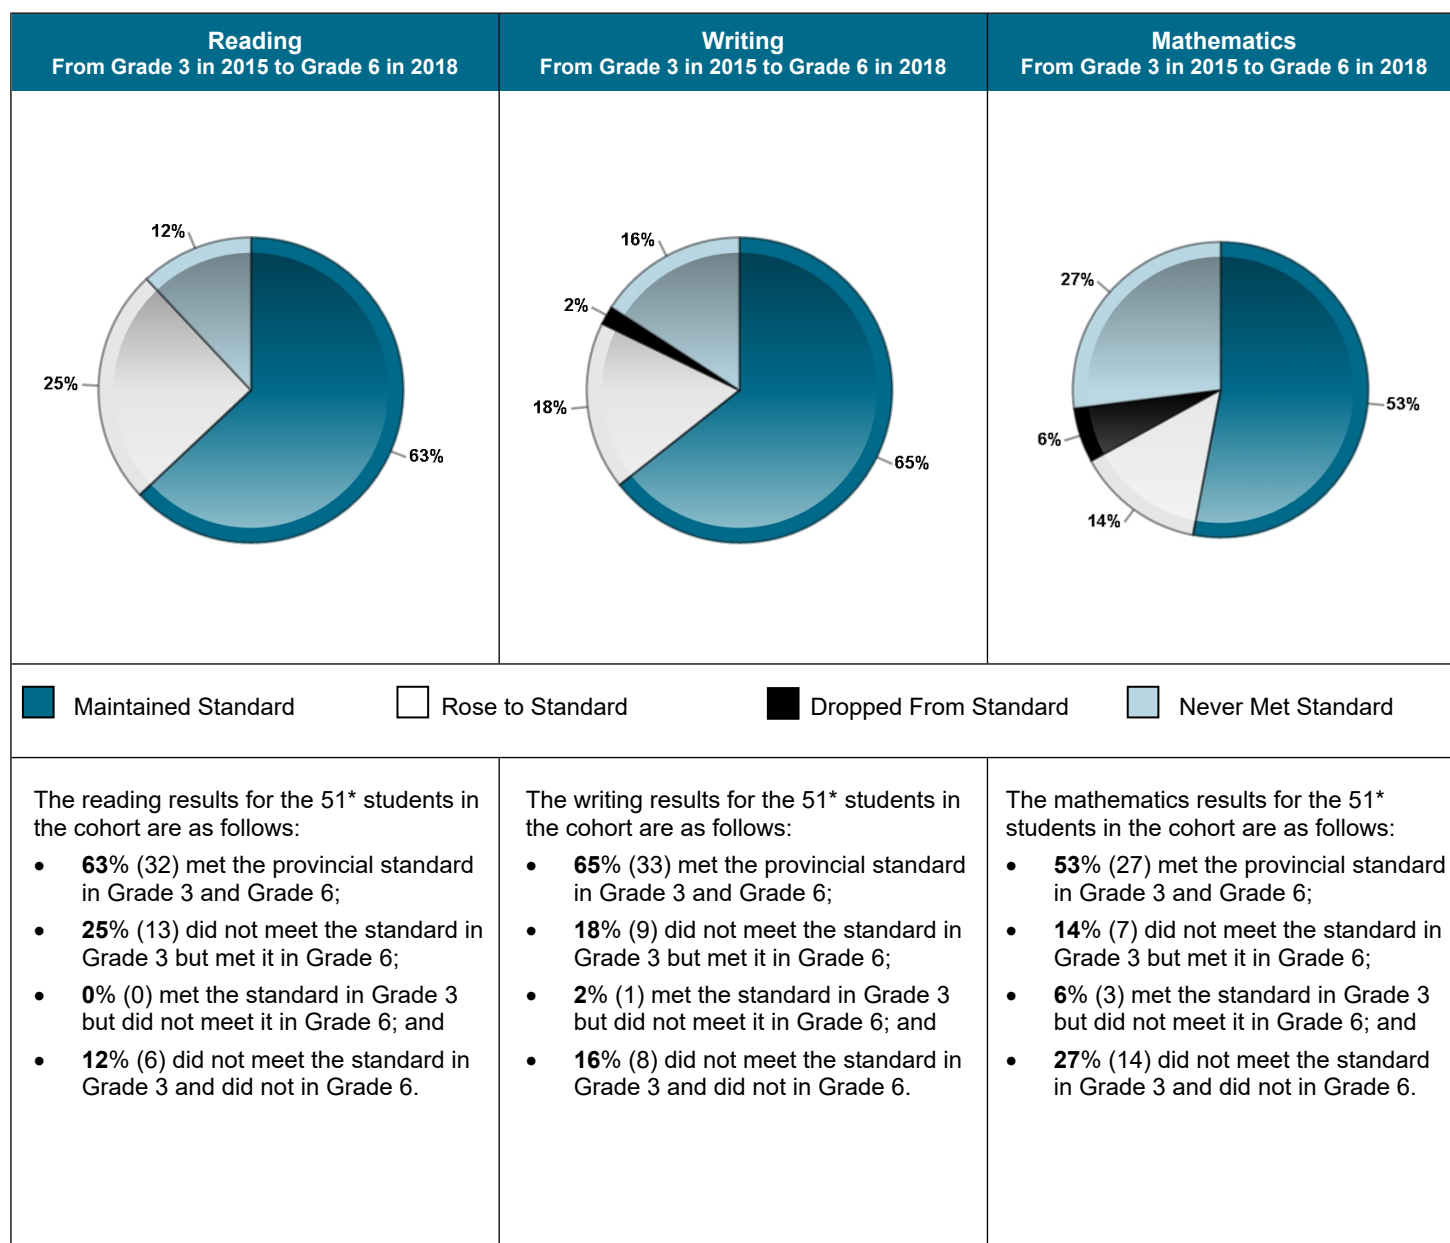 Reading
From Grade 3 in 2015 to Grade 6 in 2018
Writing
From Grade 3 in 2015 to Grade 6 in 2018
Mathematics
From Grade 3 in 2015 to Grade 6 in 2018
12%
25%
63%
16%
2%
18%
65%
27%
6%
14%
53%
Maintained Standard
Rose to Standard
Dropped From Standard
Never Met Standard
The reading results for the 51* students in
the cohort are as follows:
• 63% (32) met the provincial standard
in Grade 3 and Grade 6;
• 25% (13) did not meet the standard in
Grade 3 but met it in Grade 6;
• 0% (0) met the standard in Grade 3
but did not meet it in Grade 6; and
• 12% (6) did not meet the standard in
Grade 3 and did not in Grade 6.
The writing results for the 51* students in
the cohort are as follows:
• 65% (33) met the provincial standard
in Grade 3 and Grade 6;
• 18% (9) did not meet the standard in
Grade 3 but met it in Grade 6;
• 2% (1) met the standard in Grade 3
but did not meet it in Grade 6; and
• 16% (8) did not meet the standard in
Grade 3 and did not in Grade 6.
The mathematics results for the 51*
students in the cohort are as follows:
• 53% (27) met the provincial standard
in Grade 3 and Grade 6;
• 14% (7) did not meet the standard in
Grade 3 but met it in Grade 6;
• 6% (3) met the standard in Grade 3
but did not meet it in Grade 6; and
• 27% (14) did not meet the standard
in Grade 3 and did not in Grade 6.